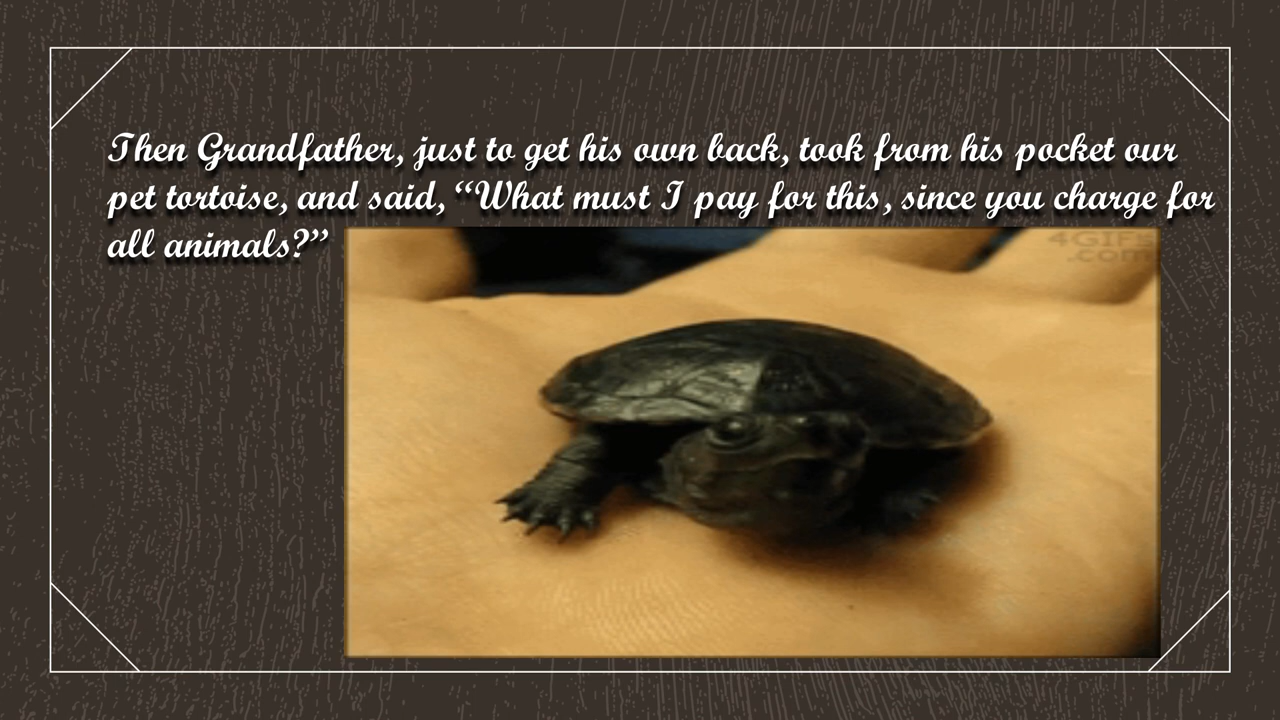 Then Grandfather, just to get his own back, took from his pocket our
pet tortoise, and said, “What must I pay for this, since you charge for
all animals?”
4GIFs
.com